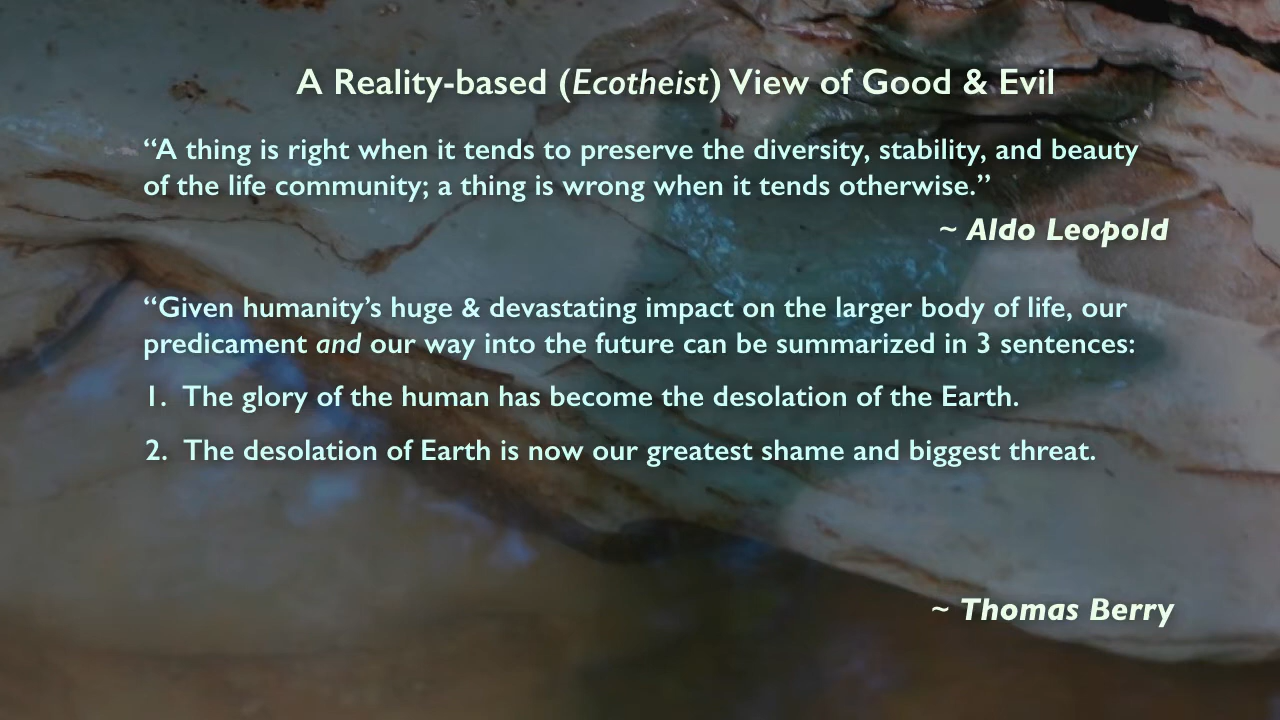 A Reality-based (Ecotheist) View of Good & Evil
“A thing is right when it tends to preserve the diversity, stability, and beauty
of the life community; a thing is wrong when it tends otherwise.”
~ Aldo Leopold
“Given humanity’s huge & devastating impact on the larger body of life, our
predicament and our way into the future can be summarized in 3 sentences:
1. The glory of the human has become the desolation of the Earth.
2. The desolation of Earth is now our greatest shame and biggest threat.
~ Thomas Berry